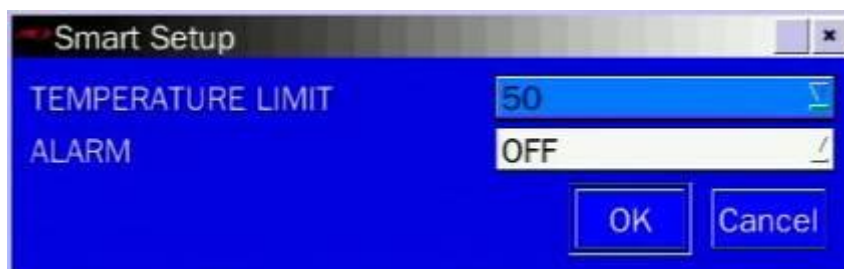 Smart Setup
TEMPERATURE LIMIT 50
ALARM OFF
OK Cancel